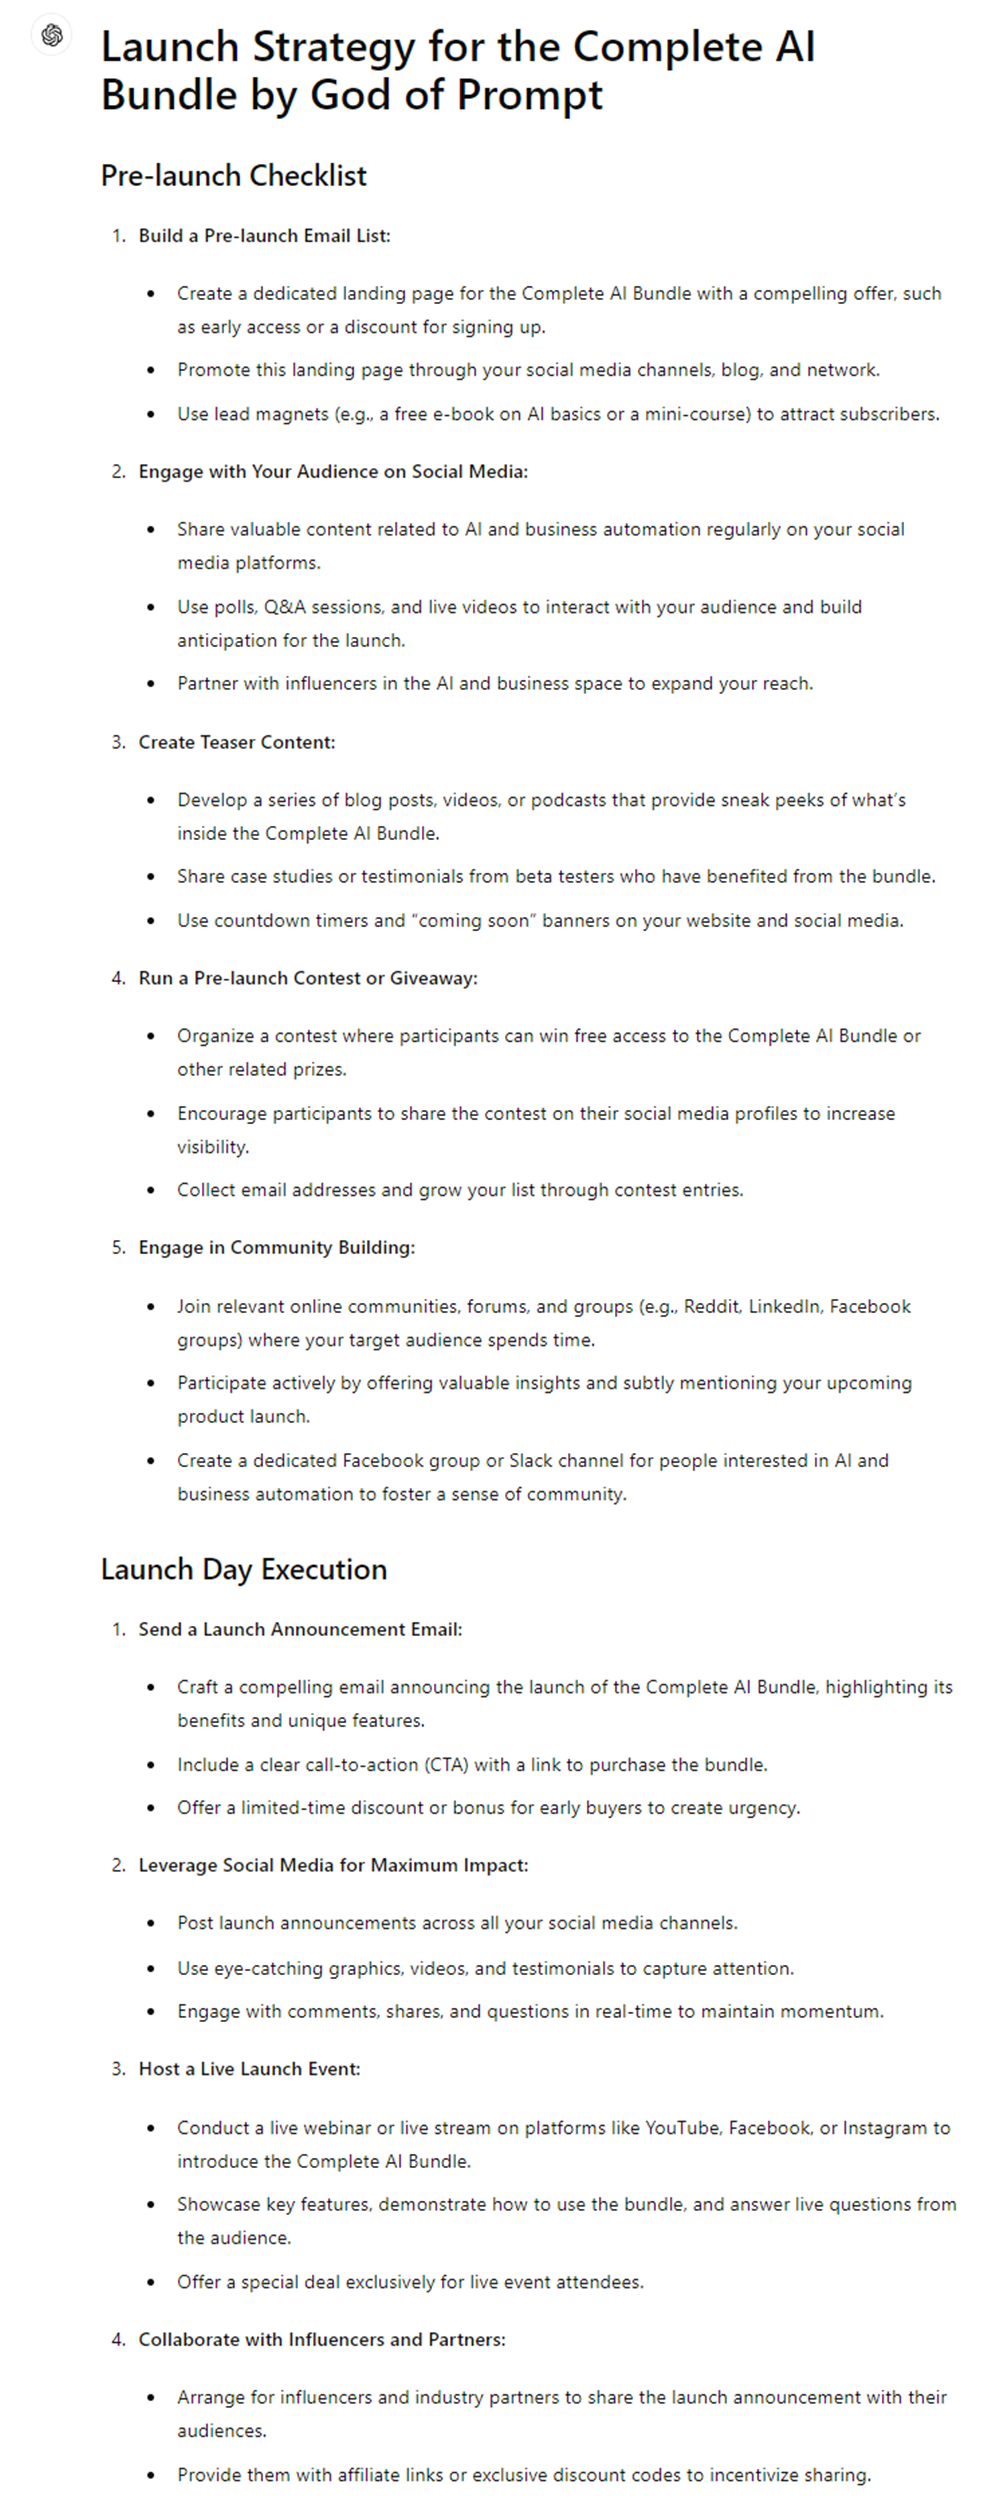 Launch Strategy for the Complete AI
Bundle by God of Prompt
Pre-launch Checklist
1. Build a Pre-launch Email List:
• Create a dedicated landing page for the Complete AI Bundle with a compelling offer, such
as early access or a discount for signing up.
• Promote this landing page through your social media channels, blog, and network.
• Use lead magnets (e.g., a free e-book on AI basics or a mini-course) to attract subscribers.
2. Engage with Your Audience on Social Media:
• Share valuable content related to AI and business automation regularly on your social
media platforms.
• Use polls, Q&A sessions, and live videos to interact with your audience and build
anticipation for the launch.
• Partner with influencers in the AI and business space to expand your reach.
3. Create Teaser Content:
• Develop a series of blog posts, videos, or podcasts that provide sneak peeks of what’s
inside the Complete AI Bundle.
• Share case studies or testimonials from beta testers who have benefited from the bundle.
• Use countdown timers and “coming soon” banners on your website and social media.
4. Run a Pre-launch Contest or Giveaway:
• Organize a contest where participants can win free access to the Complete AI Bundle or
other related prizes.
• Encourage participants to share the contest on their social media profiles to increase
visibility.
• Collect email addresses and grow your list through contest entries.
5. Engage in Community Building:
• Join relevant online communities, forums, and groups (e.g., Reddit, LinkedIn, Facebook
groups) where your target audience spends time.
• Participate actively by offering valuable insights and subtly mentioning your upcoming
product launch.
• Create a dedicated Facebook group or Slack channel for people interested in AI and
business automation to foster a sense of community.
Launch Day Execution
1. Send a Launch Announcement Email:
• Craft a compelling email announcing the launch of the Complete AI Bundle, highlighting its
benefits and unique features.
• Include a clear call-to-action (CTA) with a link to purchase the bundle.
• Offer a limited-time discount or bonus for early buyers to create urgency.
2. Leverage Social Media for Maximum Impact:
• Post launch announcements across all your social media channels.
• Use eye-catching graphics, videos, and testimonials to capture attention.
• Engage with comments, shares, and questions in real-time to maintain momentum.
3. Host a Live Launch Event:
• Conduct a live webinar or live stream on platforms like YouTube, Facebook, or Instagram to
introduce the Complete AI Bundle.
• Showcase key features, demonstrate how to use the bundle, and answer live questions from
the audience.
• Offer a special deal exclusively for live event attendees.
4. Collaborate with Influencers and Partners:
• Arrange for influencers and industry partners to share the launch announcement with their
audiences.
• Provide them with affiliate links or exclusive discount codes to incentivize sharing.